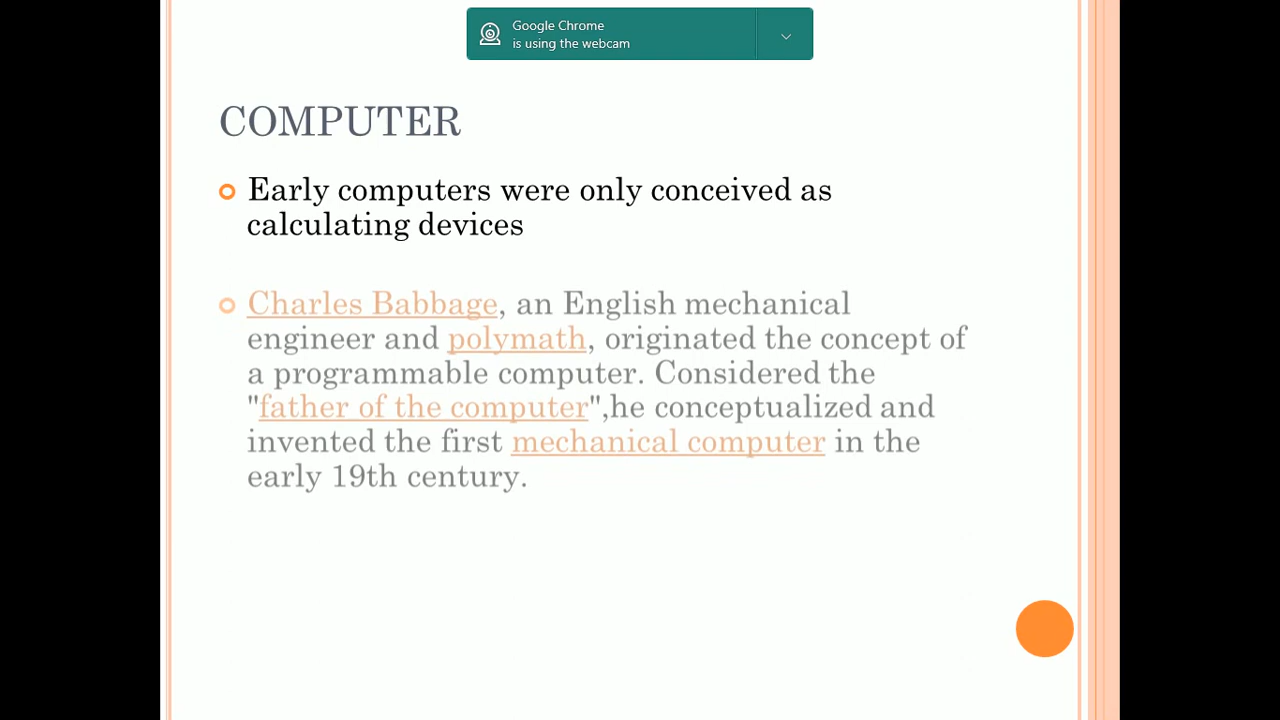 Google Chrome
is using the webcam
COMPUTER
Early computers were only conceived as
calculating devices
Charles Babbage, an English mechanical
engineer and polymath, originated the concept of
a programmable computer. Considered the
"father of the computer",he conceptualized and
invented the first mechanical computer in the
early 19th century.